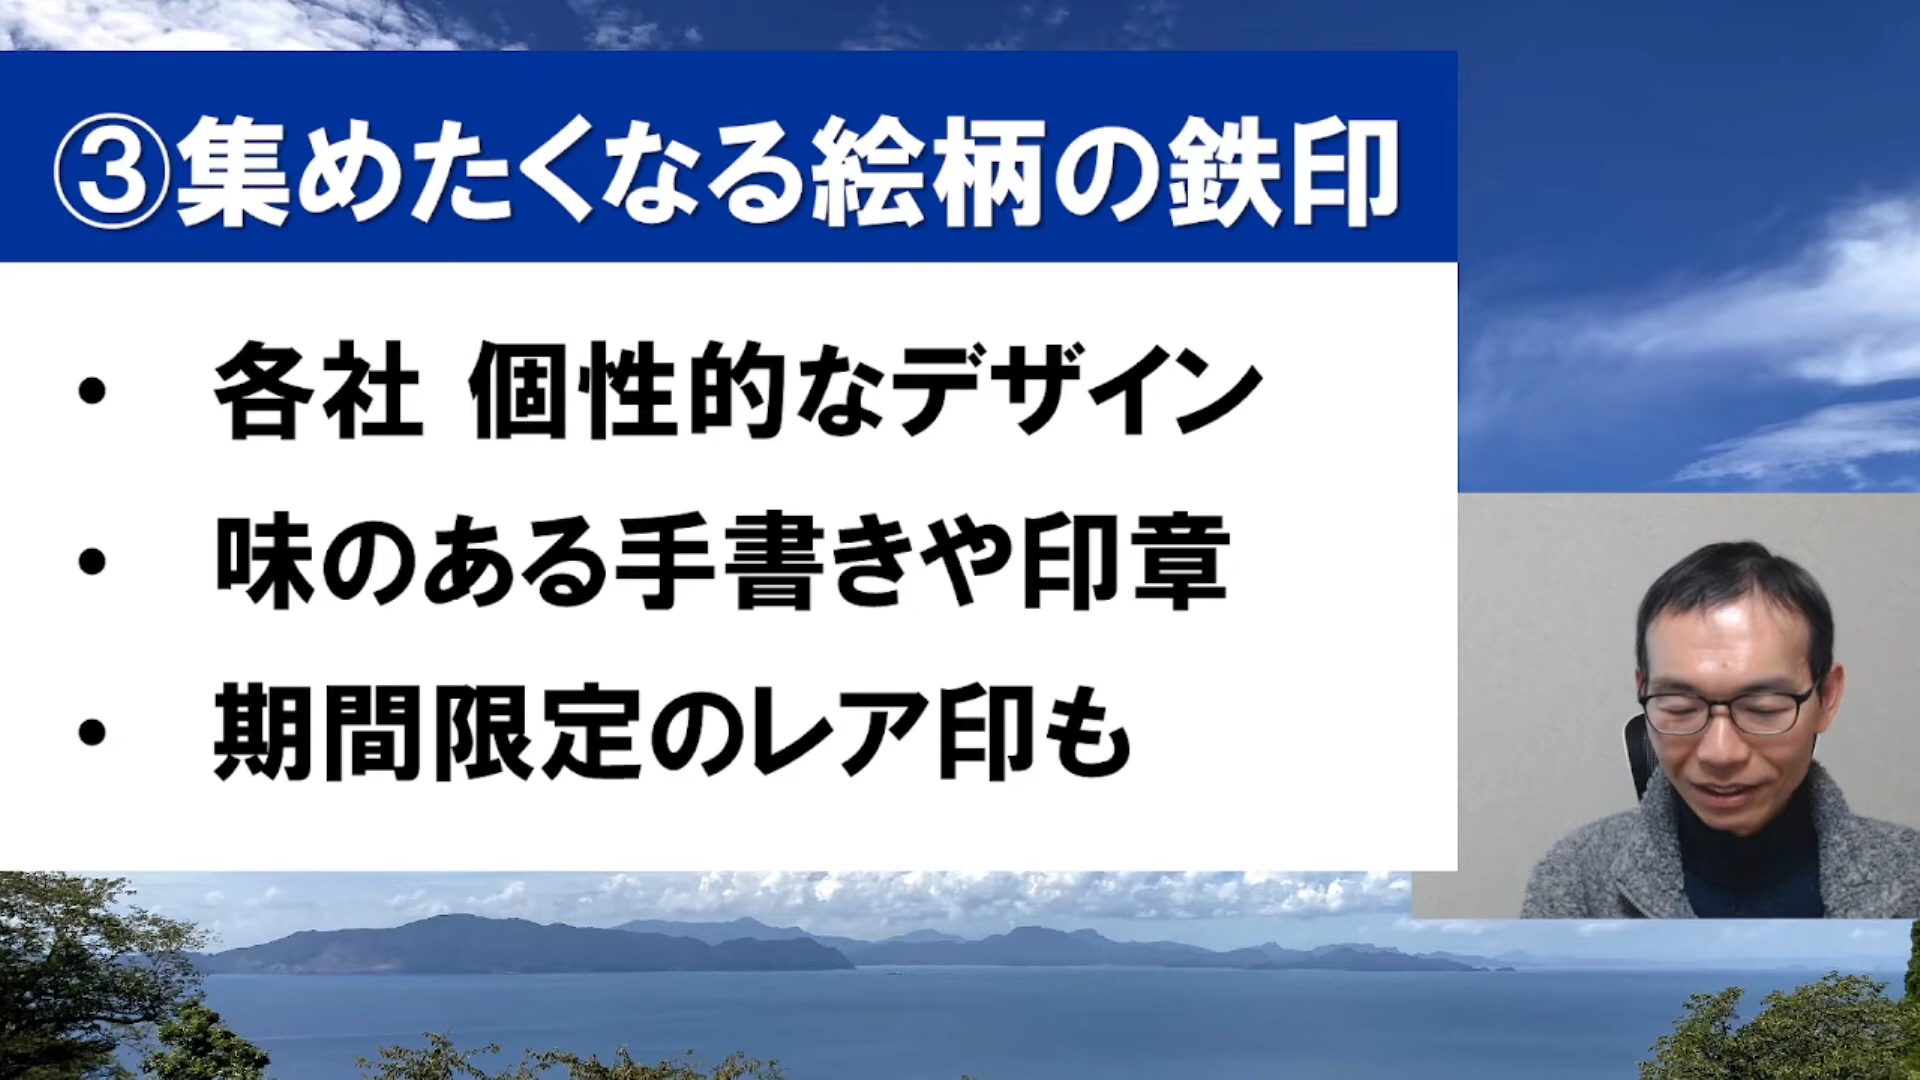 ③集めたくなる絵柄の鉄印
• 各社 個性的なデザイン
• 味のある手書きや印章
• 期間限定のレア印も